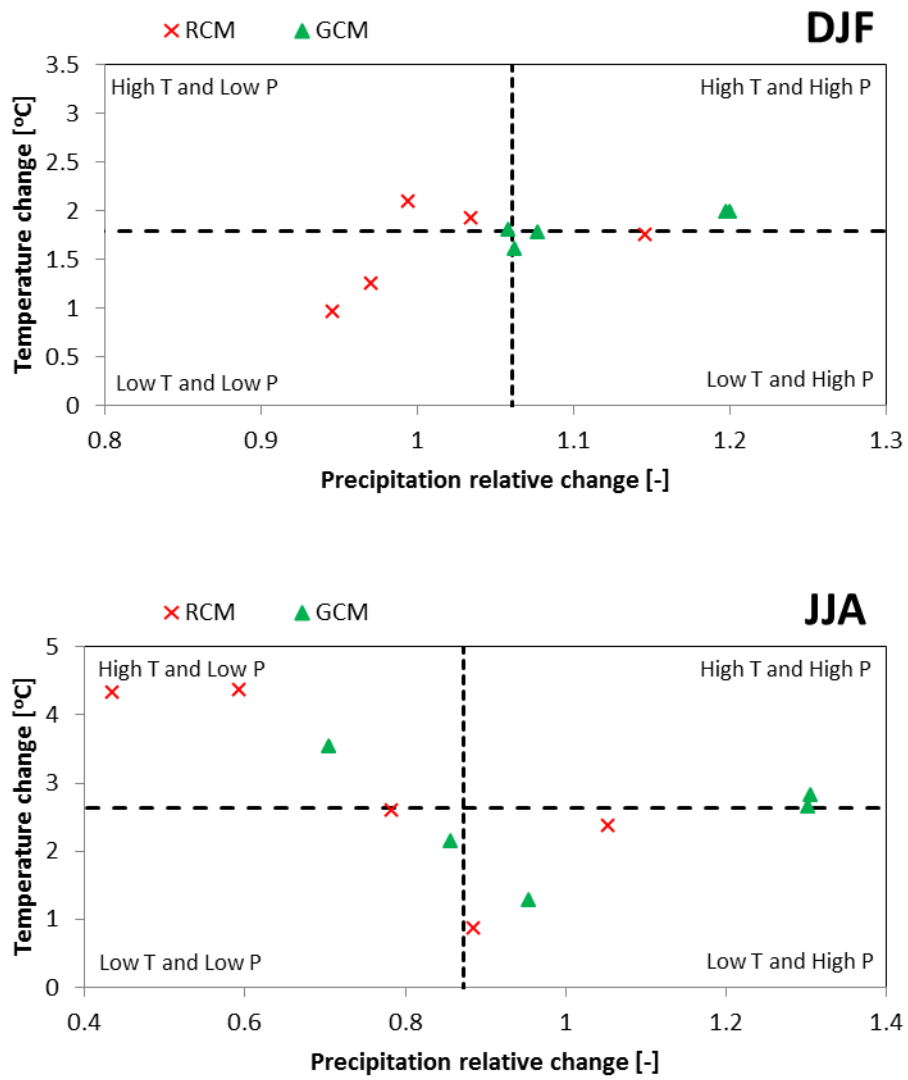 RCM GCM DJF
3.5
High T and Low P High T and High P
3
2.5
2
1.5
1
0.5
Low T and Low P Low T and High P
0
Temperature change [ºC]
0.8 0.9 1 1.1 1.2 1.3
Precipitation relative change [-]
RCM GCM JJA
5
High T and Low P High T and High P
4
3
2
1
Low T and Low P Low T and High P
0
Temperature change [ºC]
0.4 0.6 0.8 1 1.2 1.4
Precipitation relative change [-]